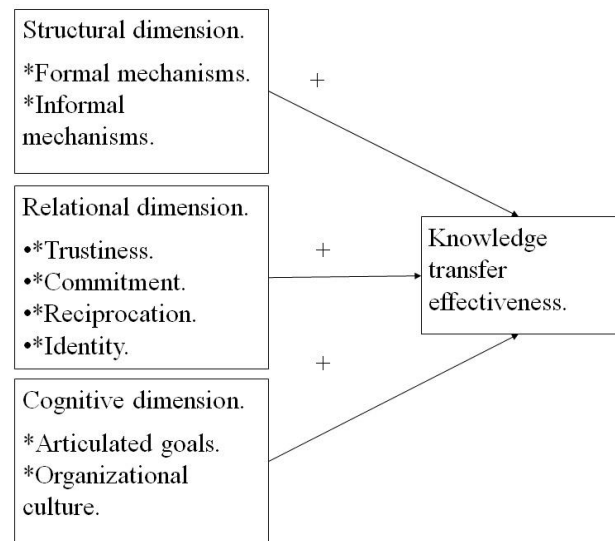 Structural dimension.
*Formal mechanisms.
*Informal
mechanisms.
+
Relational dimension.
•*Trustiness.
•*Commitment.
•*Reciprocation.
•*Identity.
+
Knowledge
transfer
effectiveness.
+
Cognitive dimension.
*Articulated goals.
*Organizational
culture.